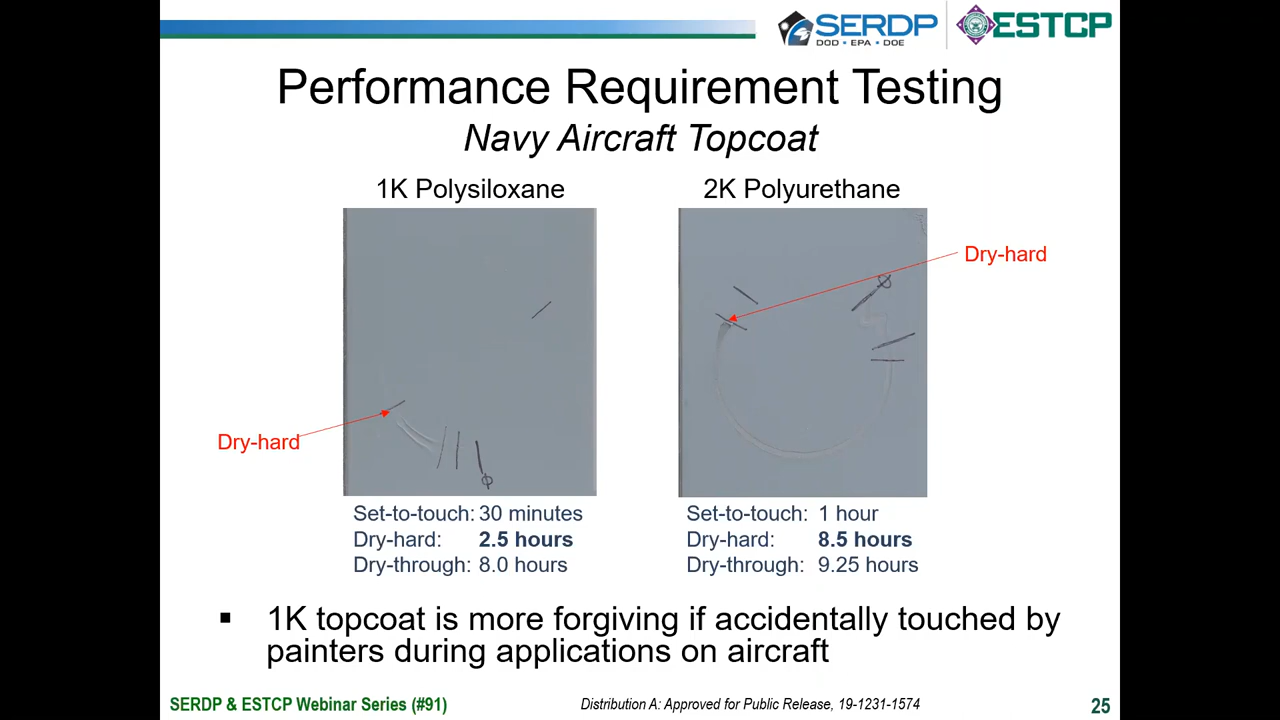 SERDP
DOD • EPA • DOE
ESTCP
Performance Requirement Testing
Navy Aircraft Topcoat
1K Polysiloxane
2K Polyurethane
Dry-hard
Dry-hard
Set-to-touch: 30 minutes
Dry-hard: 2.5 hours
Dry-through: 8.0 hours
Set-to-touch: 1 hour
Dry-hard: 8.5 hours
Dry-through: 9.25 hours
▪ 1K topcoat is more forgiving if accidentally touched by
painters during applications on aircraft
SERDP & ESTCP Webinar Series (#91)
Distribution A: Approved for Public Release, 19-1231-1574
25